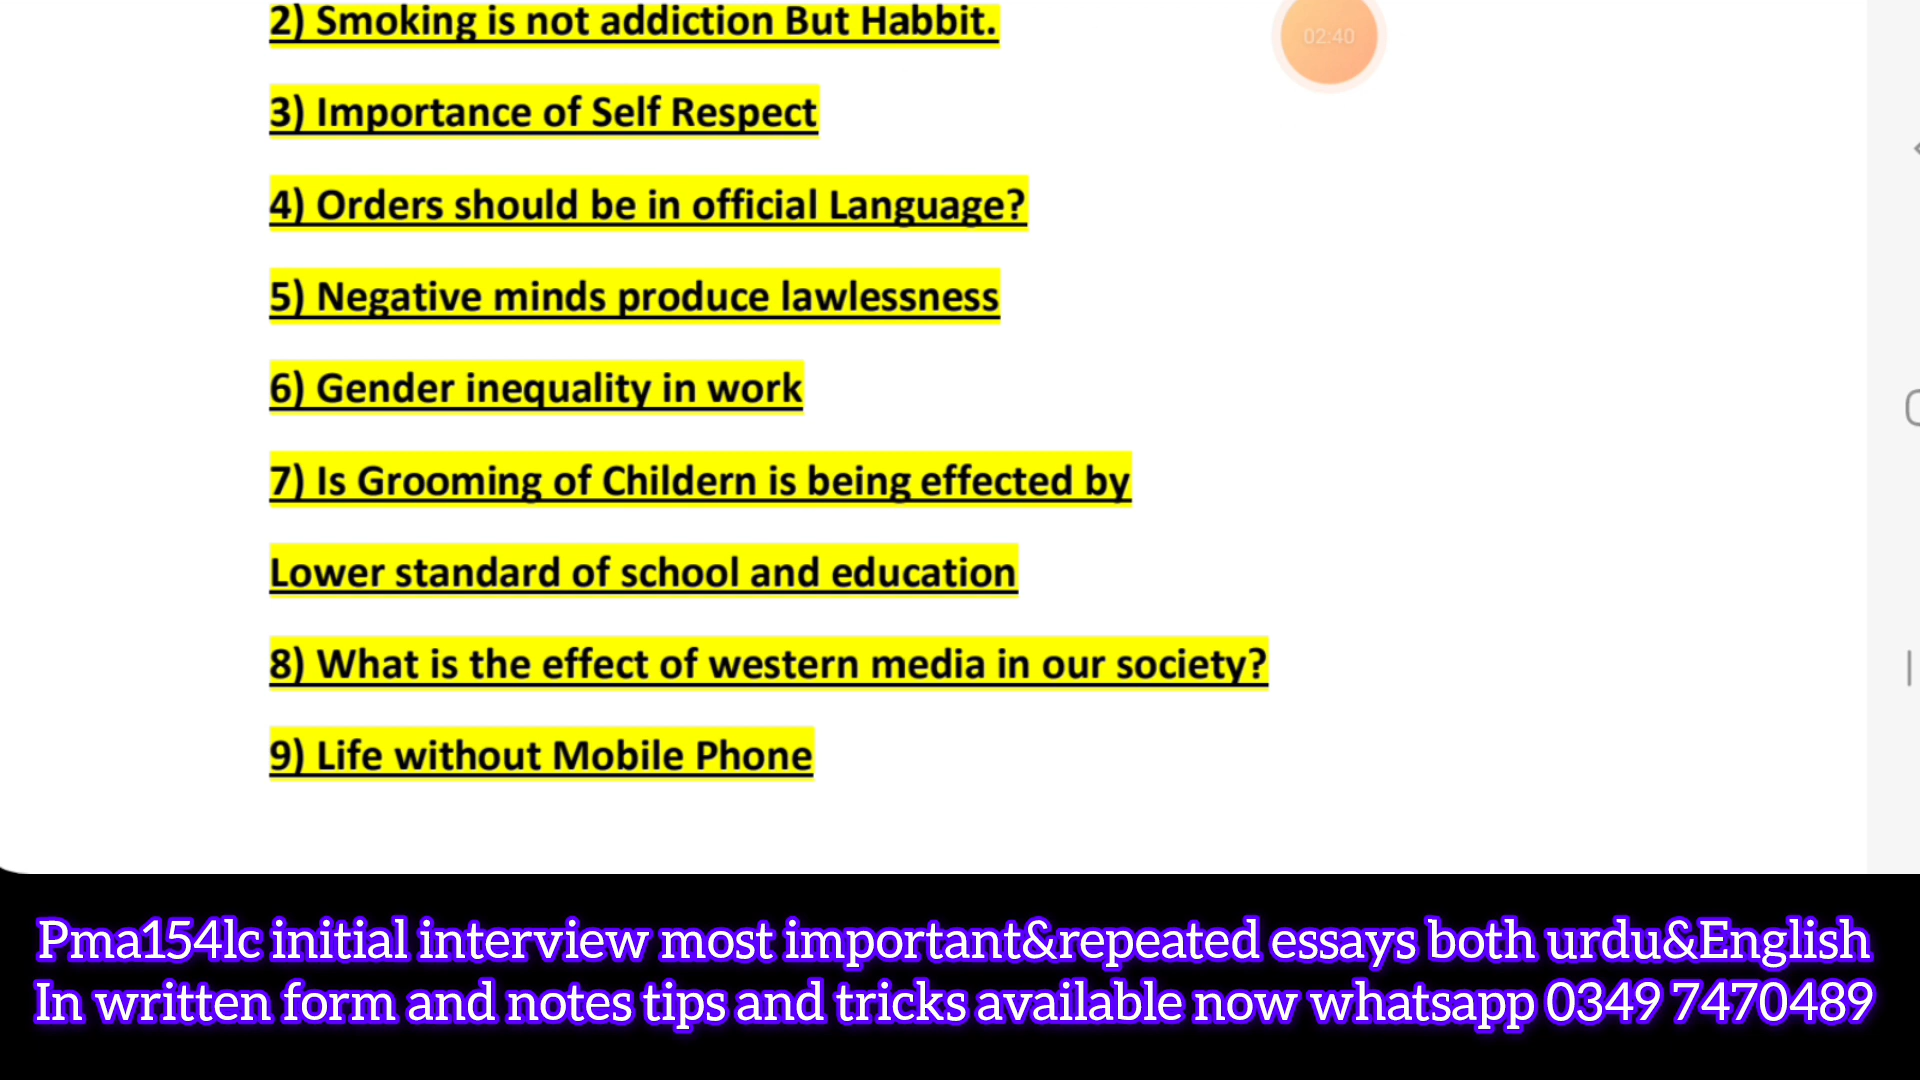 2) Smoking is not addiction But Habbit.
02:40
3) Importance of Self Respect
4) Orders should be in official Language?
5) Negative minds produce lawlessness
6) Gender inequality in work
7) Is Grooming of Childern is being effected by
Lower standard of school and education
8) What is the effect of western media in our society?
9) Life without Mobile Phone
Pma154lc initial interview most important&repeated essays both urdu&English
In written form and notes tips and tricks available now whatsapp 0349 7470489